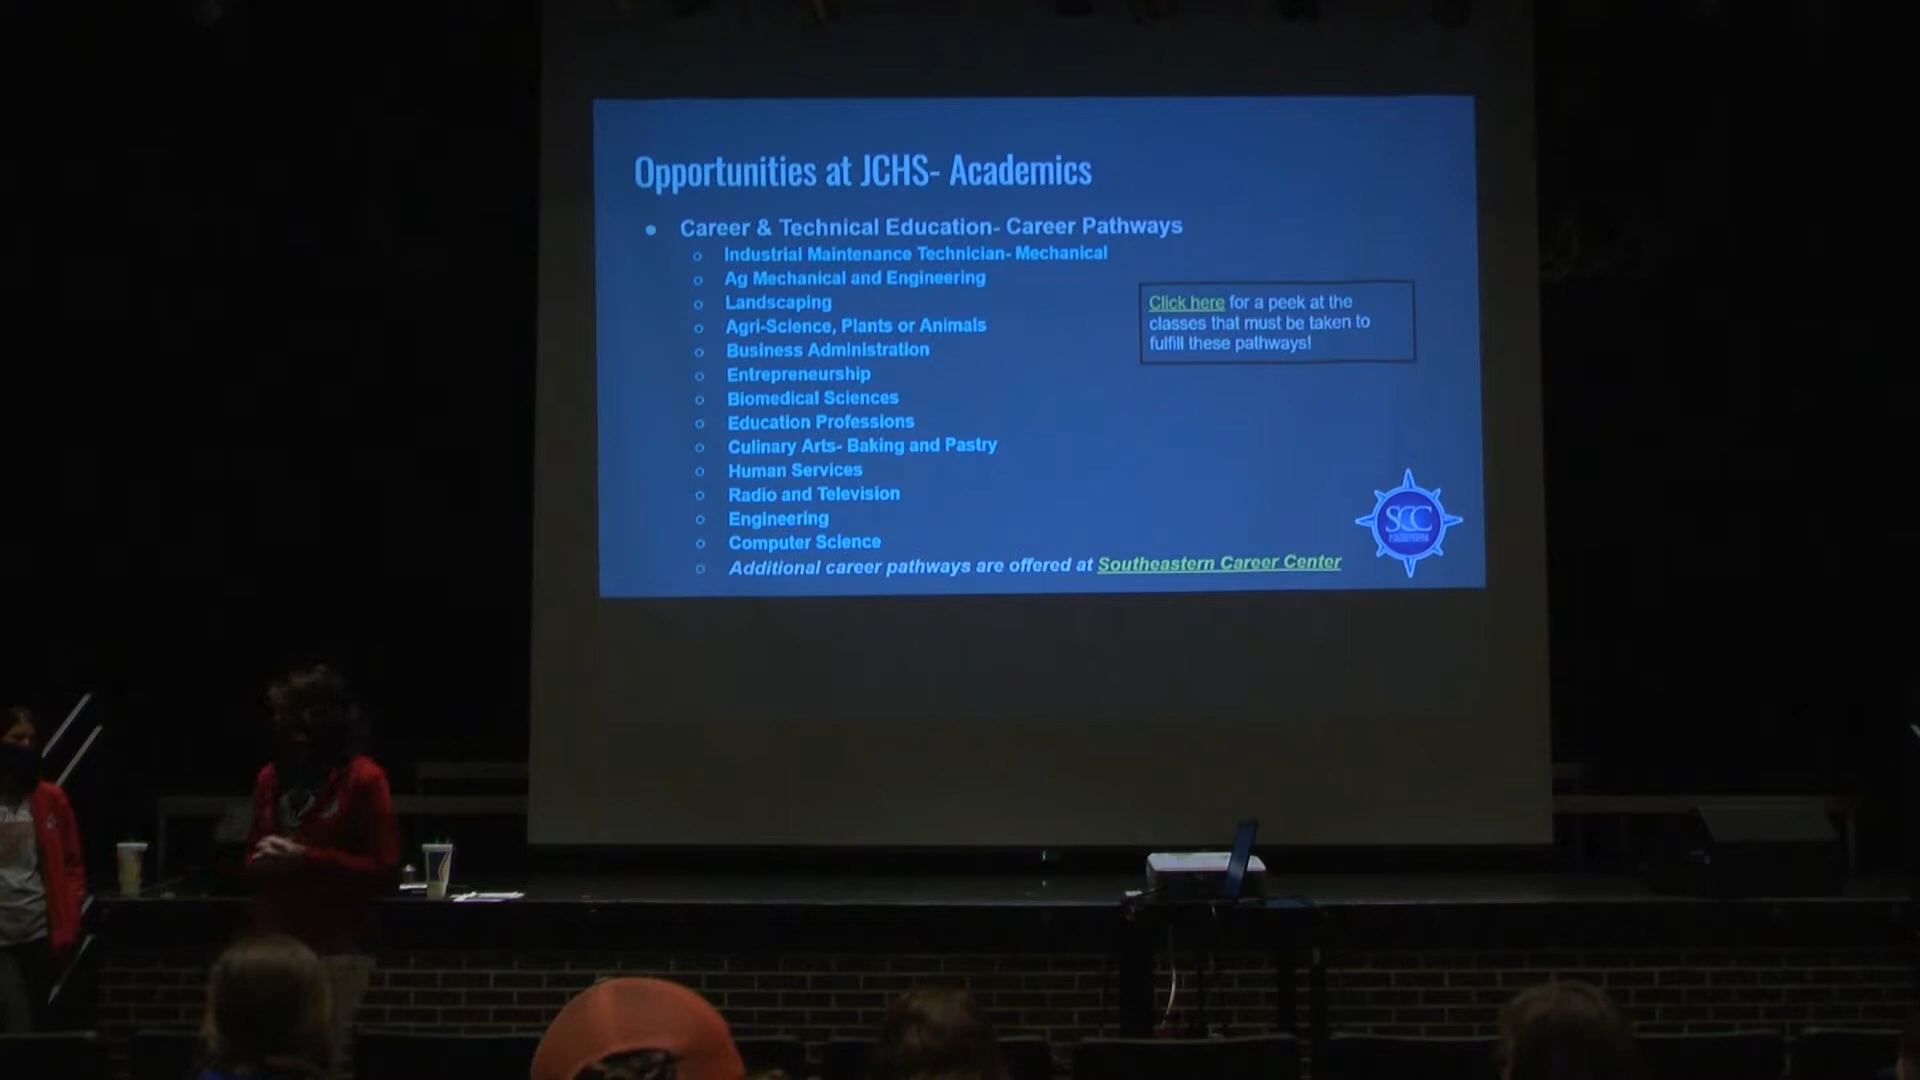 Opportunities at JCHS- Academics
● Career & Technical Education- Career Pathways
○ Industrial Maintenance Technician- Mechanical
○ Ag Mechanical and Engineering
○ Landscaping
○ Agri-Science, Plants or Animals
○ Business Administration
○ Entrepreneurship
○ Biomedical Sciences
○ Education Professions
○ Culinary Arts- Baking and Pastry
○ Human Services
○ Radio and Television
○ Engineering
○ Computer Science
○ Additional career pathways are offered at Southeastern Career Center
Click here for a peek at the
classes that must be taken to
fulfill these pathways!
SCC